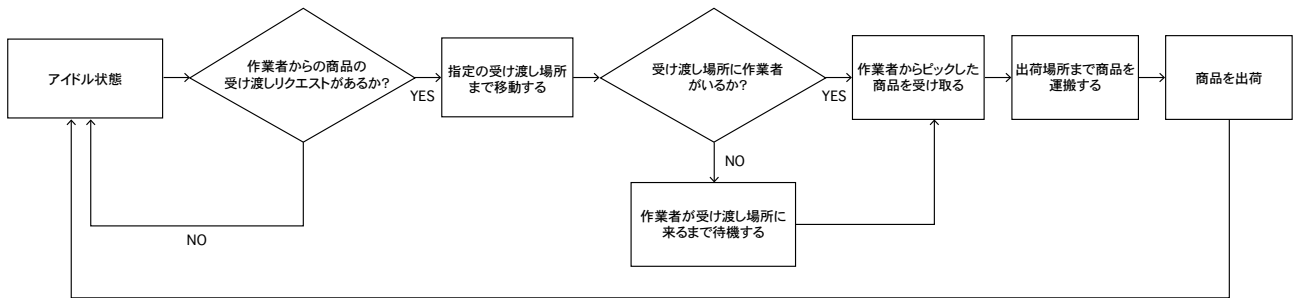 アイドル状態
作業者からの商品の
受け渡しリクエストがあるか?
YES
NO
指定の受け渡し場所
まで移動する
受け渡し場所に作業者
がいるか?
YES
NO
作業者が受け渡し場所に
来るまで待機する
作業者からピックした
商品を受け取る
出荷場所まで商品を
運搬する
商品を出荷